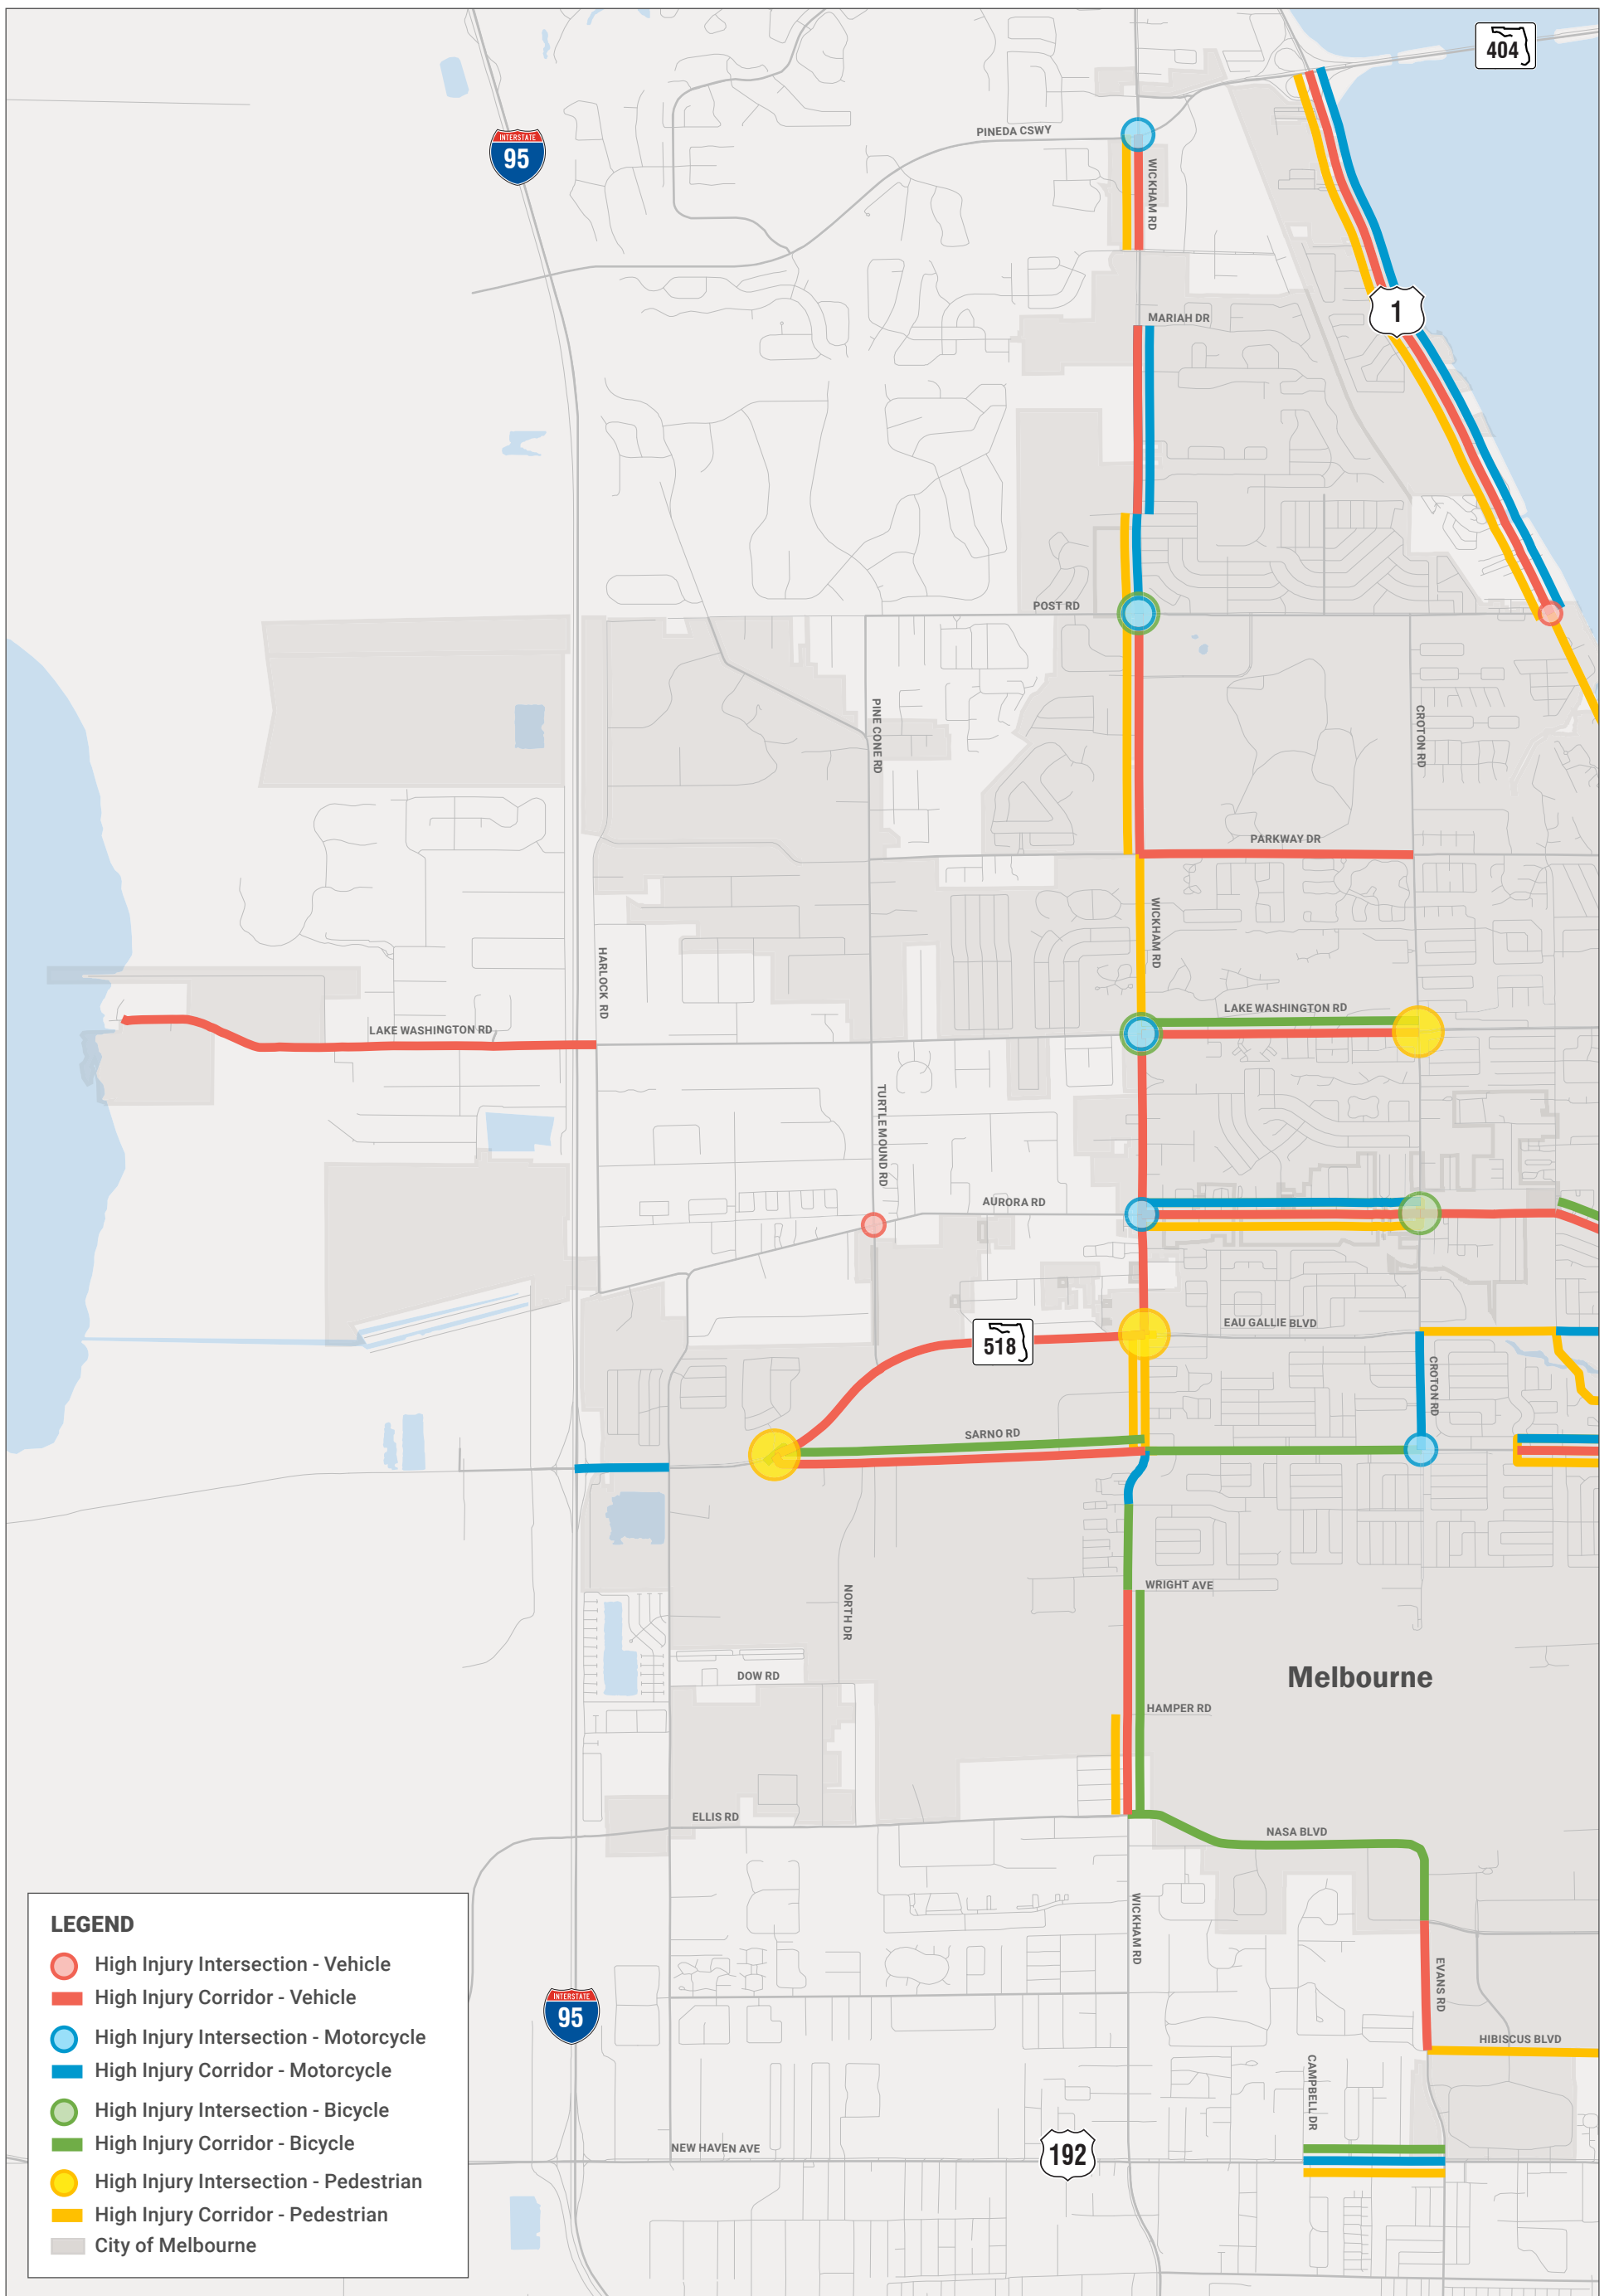 404
INTERSTATE
95
PINEDA CSWY
WICKHAM RD
1
MARIAH DR
POST RD
PINE CONE RD
CROTON RD
PARKWAY DR
WICKHAM RD
HARLOCK RD
LAKE WASHINGTON RD
LAKE WASHINGTON RD
TURTLE MOUND RD
AURORA RD
EAU GALLIE BLVD
518
CROTON RD
SARNO RD
WRIGHT AVE
NORTH DR
Melbourne
DOW RD
HAMPER RD
ELLIS RD
NASA BLVD
WICKHAM RD
EVANS RD
INTERSTATE
95
HIBISCUS BLVD
CAMPBELL DR
NEW HAVEN AVE
192
LEGEND
High Injury Intersection - Vehicle
High Injury Corridor - Vehicle
High Injury Intersection - Motorcycle
High Injury Corridor - Motorcycle
High Injury Intersection - Bicycle
High Injury Corridor - Bicycle
High Injury Intersection - Pedestrian
High Injury Corridor - Pedestrian
City of Melbourne